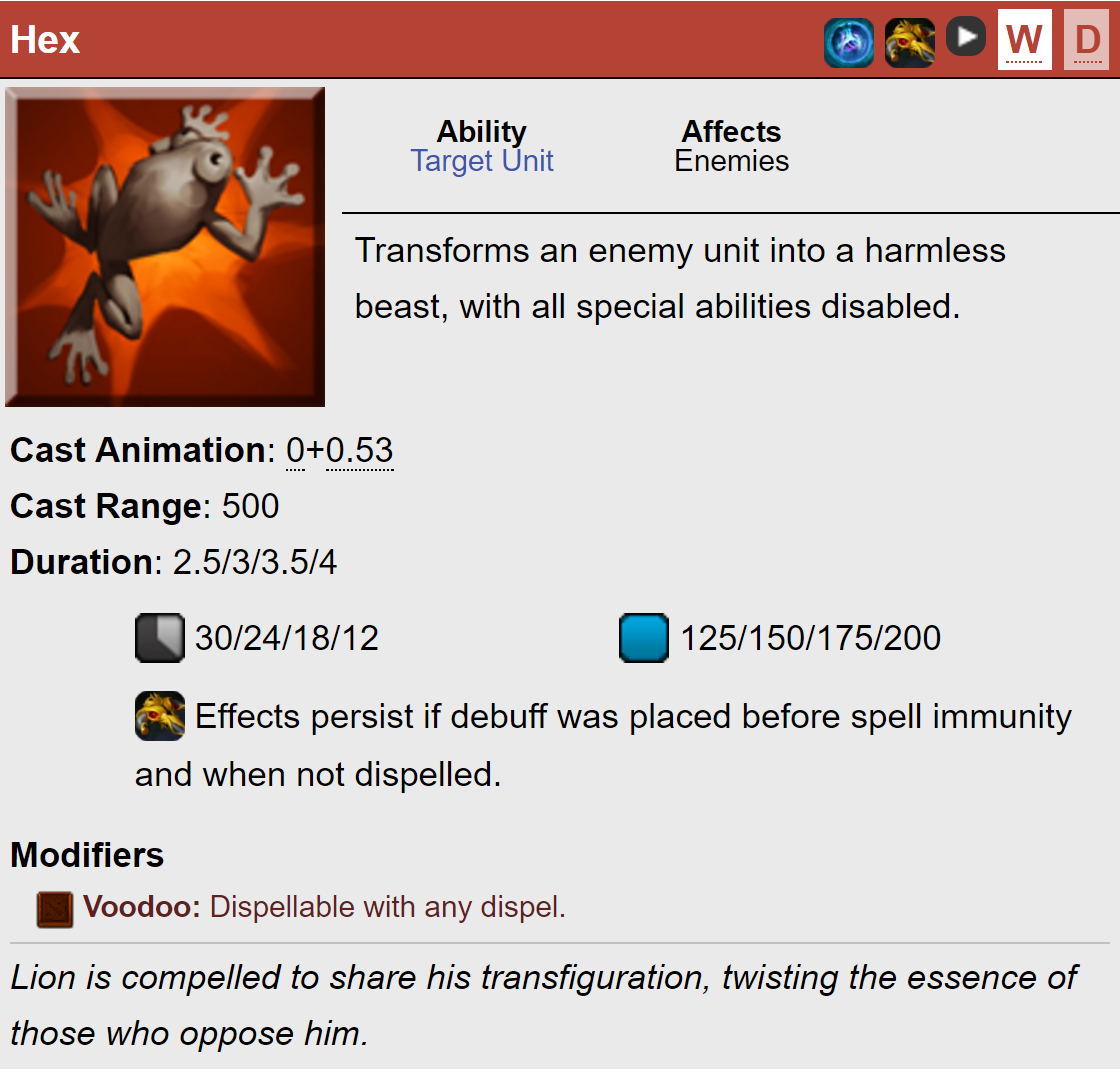 Hex
W D
Ability Affects
Target Unit Enemies
Transforms an enemy unit into a harmless
beast, with all special abilities disabled.
Cast Animation: 0+0.53
Cast Range: 500
Duration: 2.5/3/3.5/4
30/24/18/12 125/150/175/200
Effects persist if debuff was placed before spell immunity
and when not dispelled.
Modifiers
Voodoo: Dispellable with any dispel.
Lion is compelled to share his transfiguration, twisting the essence of
those who oppose him.